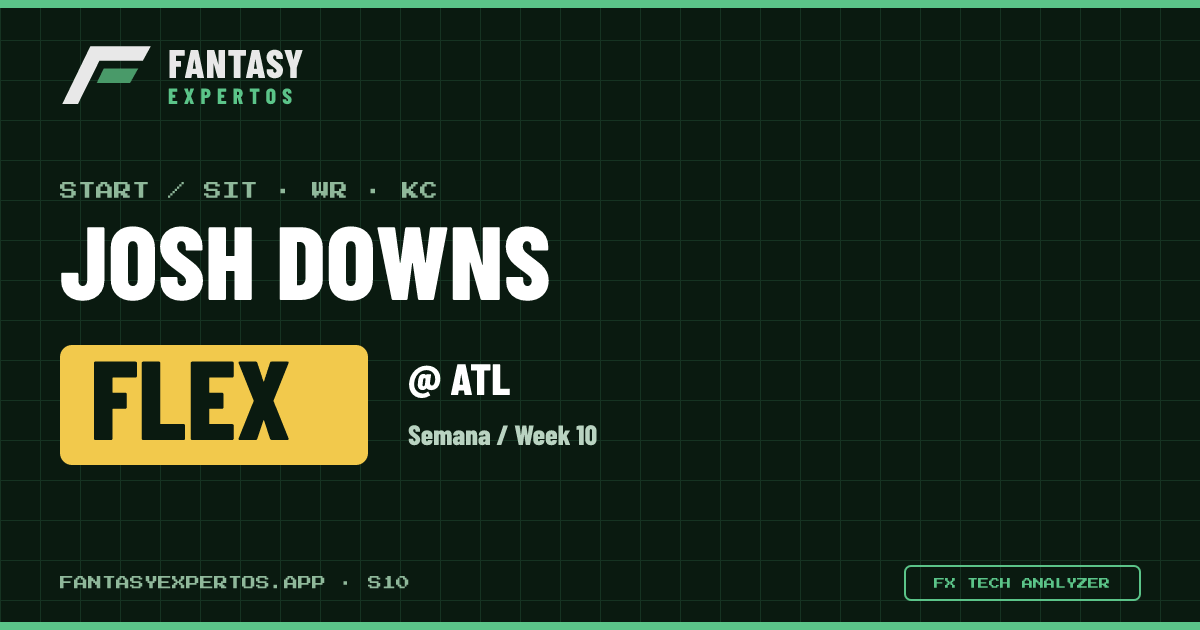 FANTASY
EXPERTOS
START / SIT · WR · KC
JOSH DOWNS
FLEX
@ ATL
Semana / Week 10
FANTASYEXPERTOS.APP · S10
FX TECH ANALYZER